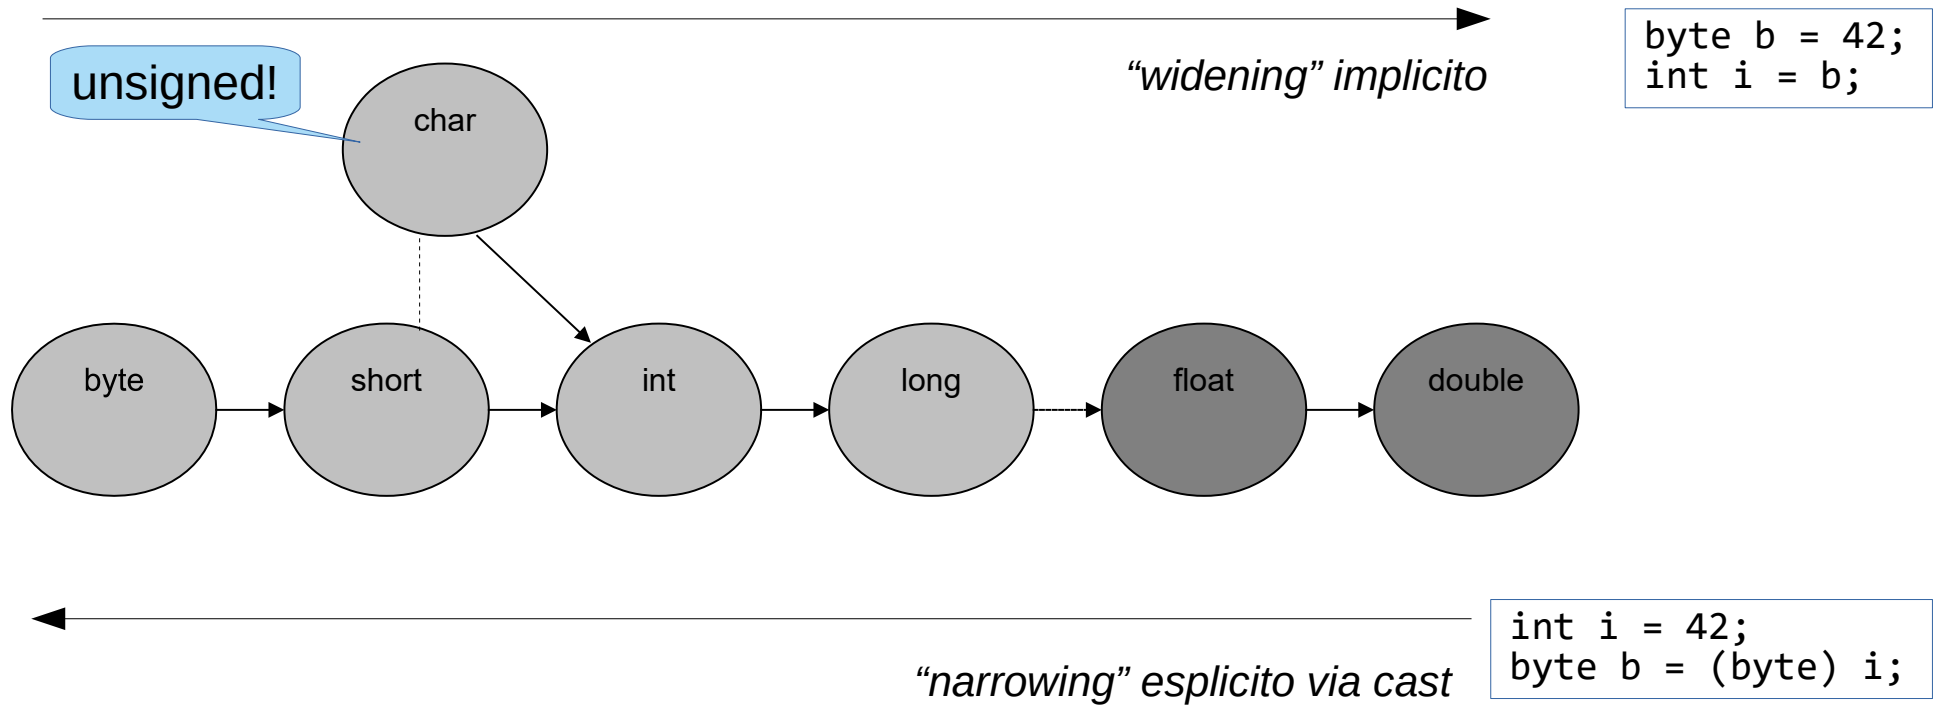 byte b = 42;
int i = b;
“widening” implicito
unsigned!
char
byte
short
int
long
float
double
int i = 42;
byte b = (byte) i;
“narrowing” esplicito via cast